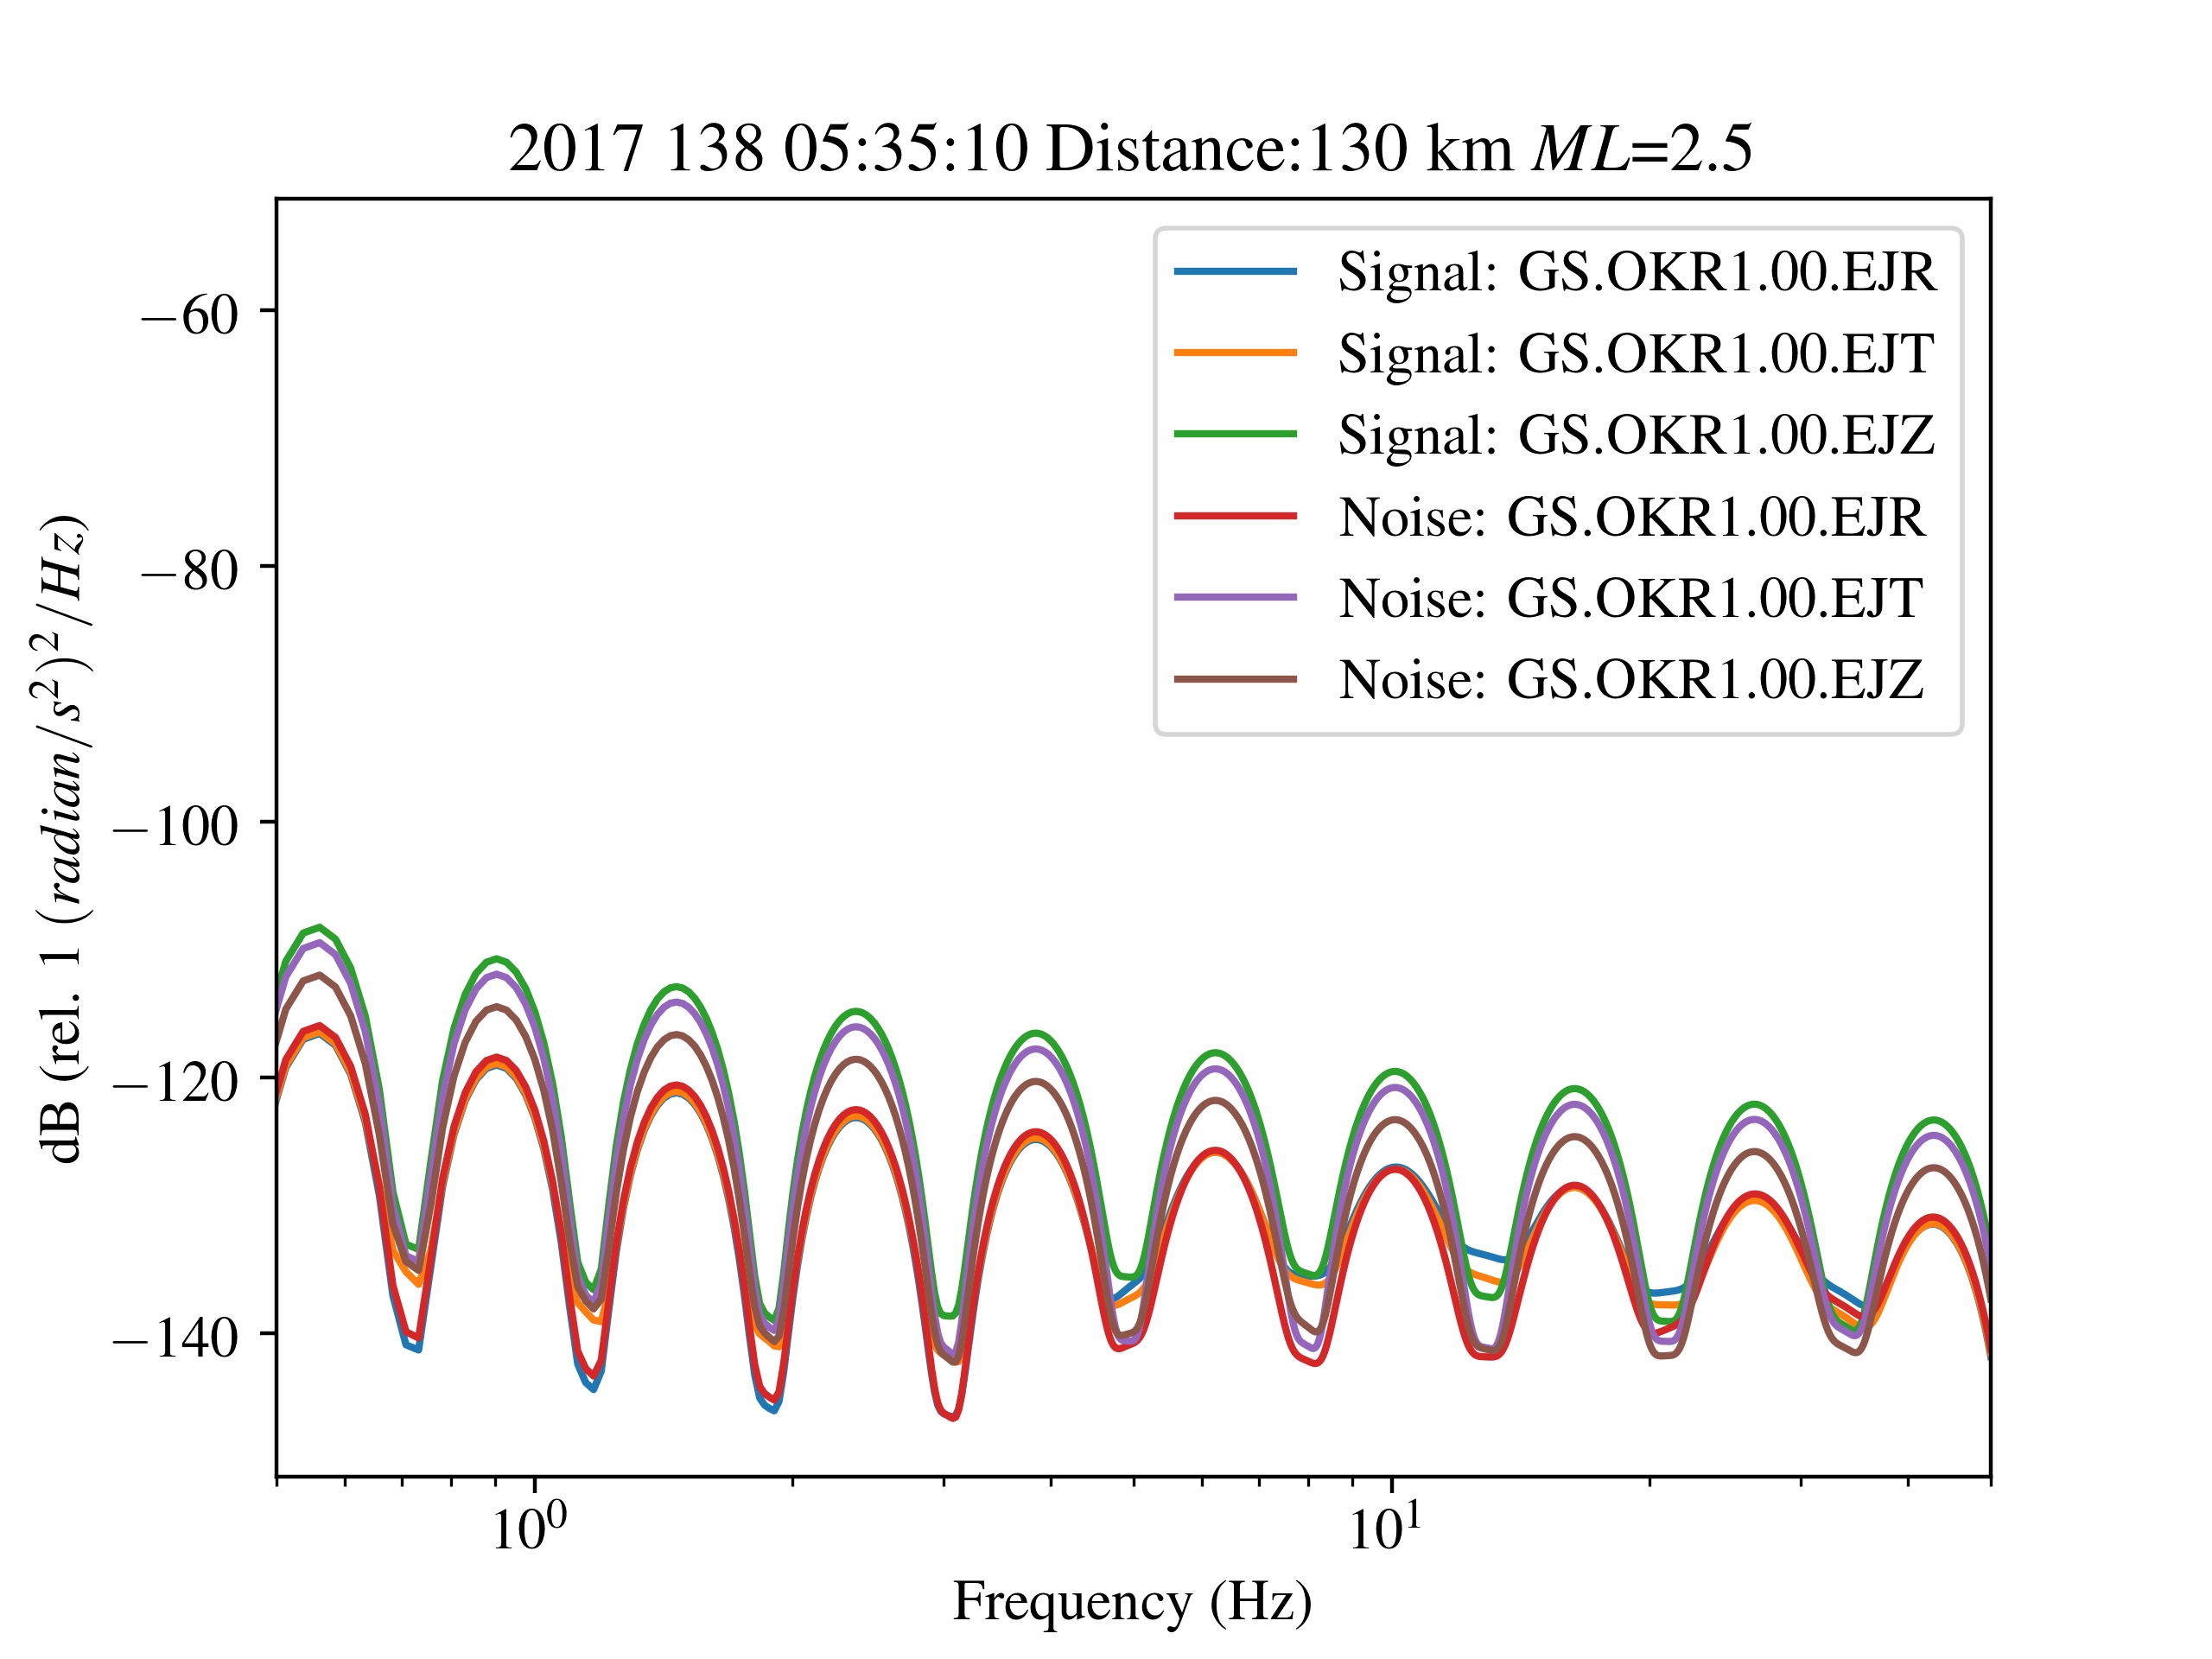 2017 138 05:35:10 Distance:130 km ML=2.5
Signal: GS.OKR1.00.EJR
Signal: GS.OKR1.00.EJT
Signal: GS.OKR1.00.EJZ
Noise: GS.OKR1.00.EJR
Noise: GS.OKR1.00.EJT
Noise: GS.OKR1.00.EJZ
dB (rel. 1 (radian/s²)²/Hz)
−60
−80
−100
−120
−140
10⁰ 10¹
Frequency (Hz)